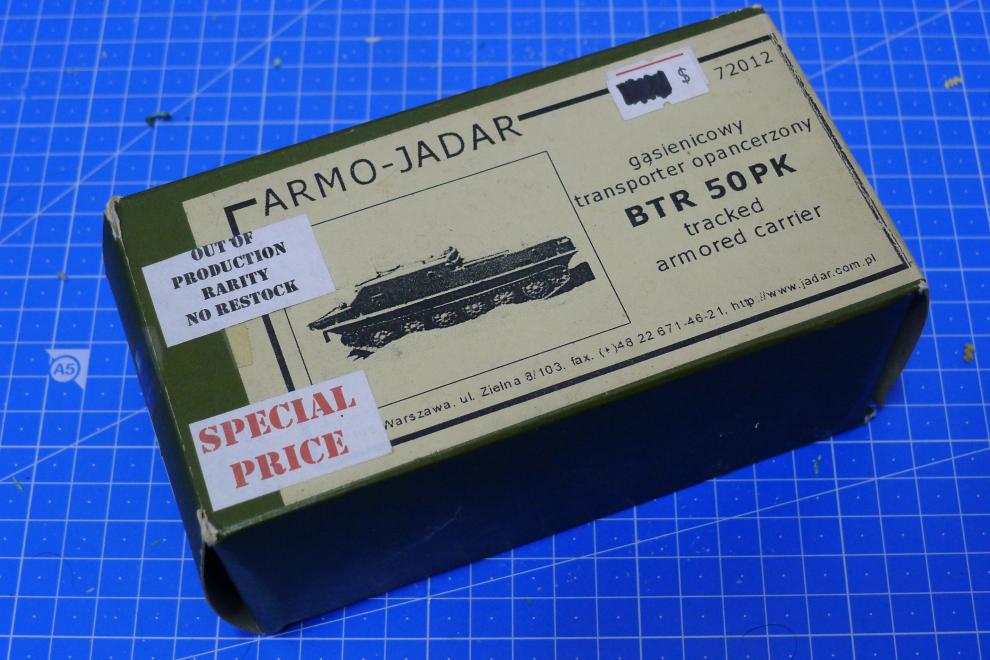 ARMO-JADAR
$
72012
gąsienicowy
transporter opancerzony
BTR 50PK
tracked
armored carrier
OUT OF
PRODUCTION
RARITY
NO RESTOCK
SPECIAL
PRICE
Warszawa, ul. Zielna 8/103, fax. (+)48 22 671-46-21, http://www.jadar.com.pl
A5